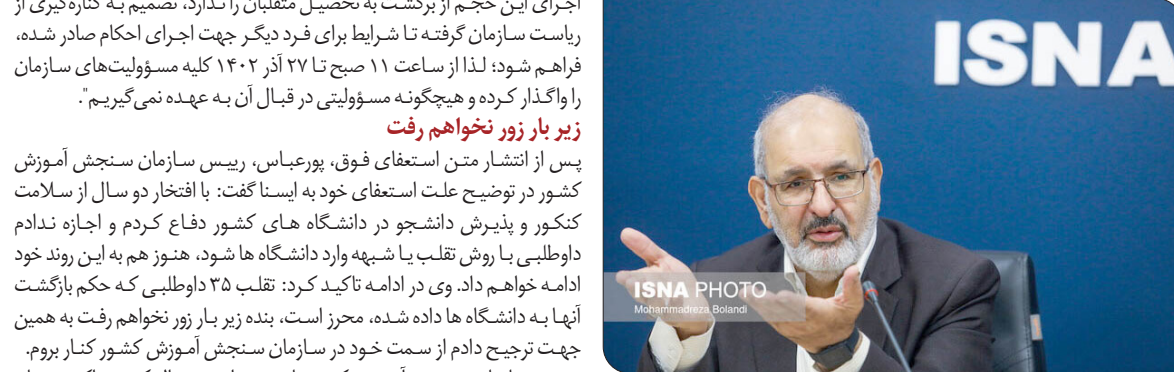 اجرای این حجم از برگشت به تحصیل متقلبان را ندارد، تصمیم به کناره‌گیری از
ریاست سازمان گرفته تا شرایط برای فرد دیگر جهت اجرای احکام صادر شده،
فراهم شود؛ لذا از ساعت ۱۱ صبح تا ۲۷ آذر ۱۴۰۲ کلیه مسؤولیت‌های سازمان
را واگذار کرده و هیچگونه مسؤولیتی در قبال آن به عهده نمی‌گیریم".
زیر بار زور نخواهم رفت
پس از انتشار متن استعفای فوق، پورعباس، رییس سازمان سنجش آموزش
کشور در توضیح علت استعفای خود به ایسنا گفت: با افتخار دو سال از سلامت
کنکور و پذیرش دانشجو در دانشگاه های کشور دفاع کردم و اجازه ندادم
داوطلبی با روش تقلب یا شبهه وارد دانشگاه ها شود، هنوز هم به این روند خود
ادامه خواهم داد. وی در ادامه تاکید کرد: تقلب ۳۵ داوطلبی که حکم بازگشت
آنها به دانشگاه ها داده شده، محرز است، بنده زیر بار زور نخواهم رفت به همین
جهت ترجیح دادم از سمت خود در سازمان سنجش آموزش کشور کنار بروم.
ISNA
ISNA PHOTO
Mohammadreza Bolandi